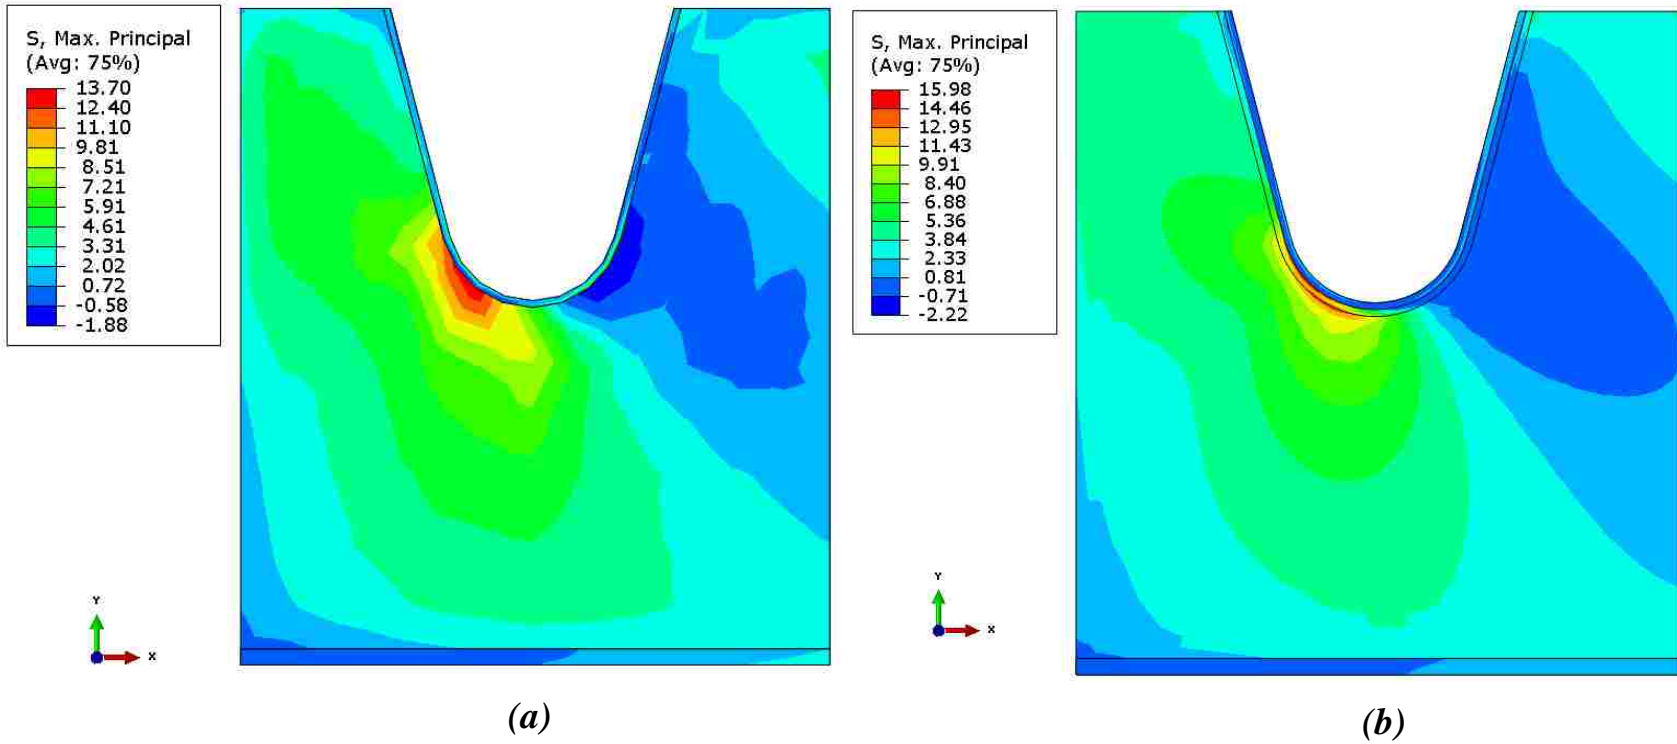 S, Max. Principal
(Avg: 75%)
13.70
12.40
11.10
9.81
8.51
7.21
5.91
4.61
3.31
2.02
0.72
-0.58
-1.88
Y
X
(a)
S, Max. Principal
(Avg: 75%)
15.98
14.46
12.95
11.43
9.91
8.40
6.88
5.36
3.84
2.33
0.81
-0.71
-2.22
Y
X
(b)